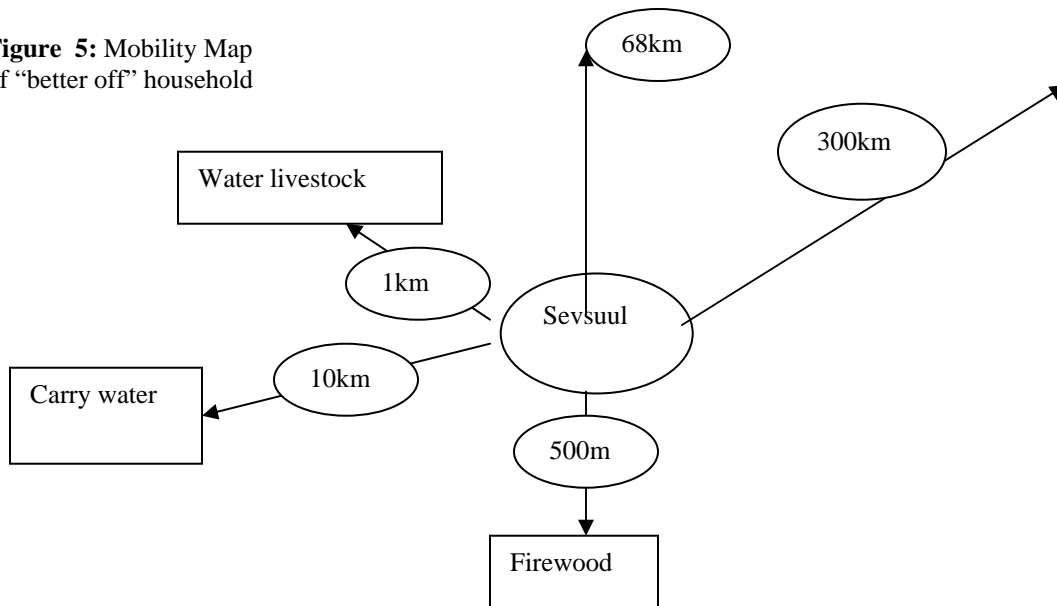 igure 5: Mobility Map
f “better off” household
68km
300km
Water livestock
1km
Sevsuul
10km
Carry water
500m
Firewood